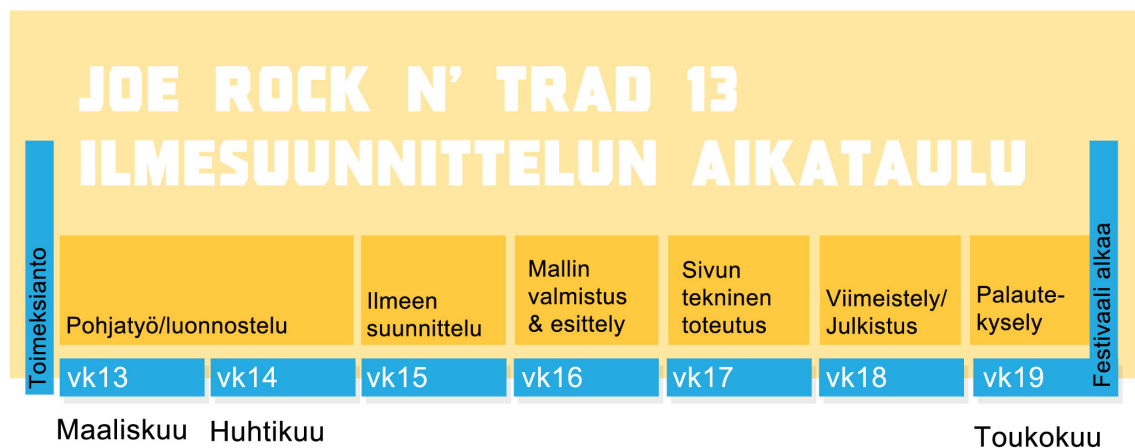 JOE ROCK N' TRAD 13
ILMESUUNNITTELUN AIKATAULU
Toimeksianto
Pohjatyö/luonnostelu
Ilmeen
suunnittelu
Mallin
valmistus
& esittely
Sivun
tekninen
toteutus
Viimeistely/
Julkistus
Palaute-
kysely
Festivaali alkaa
vk13
vk14
vk15
vk16
vk17
vk18
vk19
Maaliskuu
Huhtikuu
Toukokuu